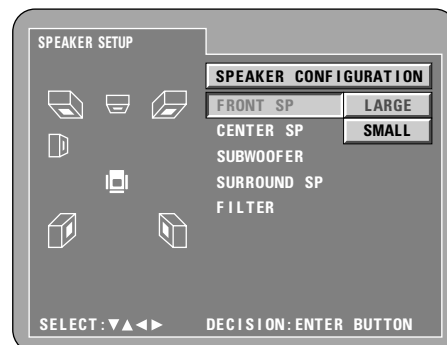 SPEAKER SETUP
SPEAKER CONFIGURATION
FRONT SP LARGE
CENTER SP SMALL
SUBWOOFER
SURROUND SP
FILTER
SELECT:▼▲◀▶ DECISION:ENTER BUTTON